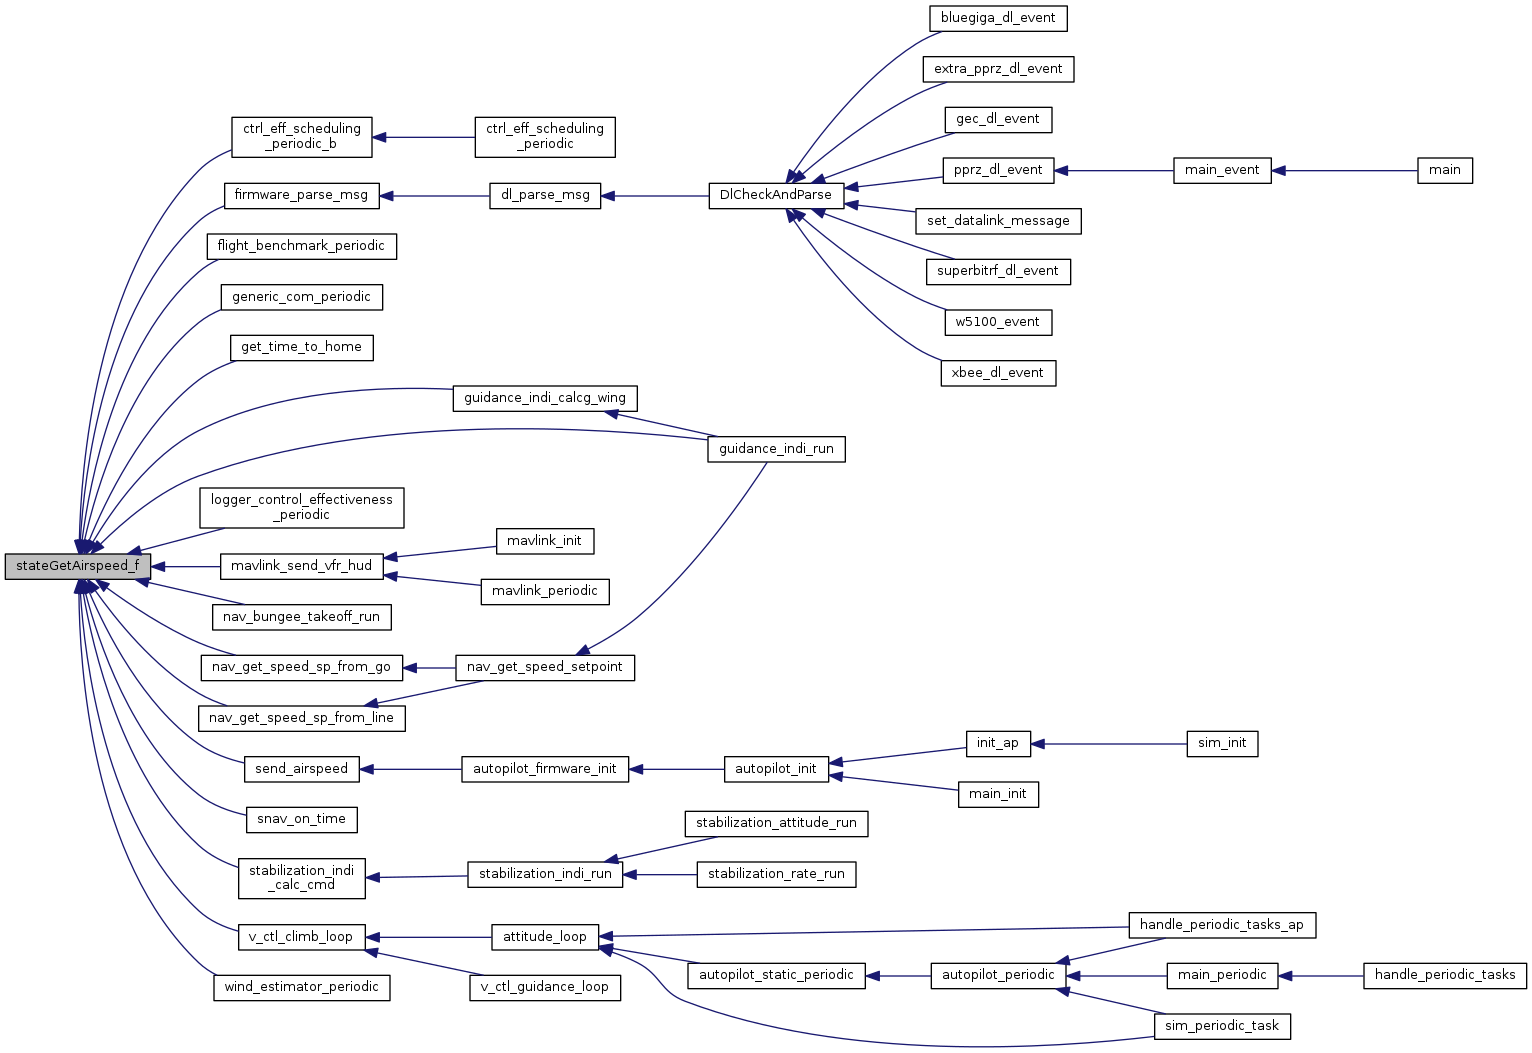 bluegiga_dl_event
extra_pprz_dl_event
gec_dl_event
ctrl_eff_scheduling
_periodic_b
ctrl_eff_scheduling
_periodic
pprz_dl_event
main_event
main
firmware_parse_msg
dl_parse_msg
DlCheckAndParse
set_datalink_message
flight_benchmark_periodic
superbitrf_dl_event
generic_com_periodic
w5100_event
get_time_to_home
xbee_dl_event
guidance_indi_calcg_wing
guidance_indi_run
logger_control_effectiveness
_periodic
mavlink_init
stateGetAirspeed_f
mavlink_send_vfr_hud
mavlink_periodic
nav_bungee_takeoff_run
nav_get_speed_sp_from_go
nav_get_speed_setpoint
nav_get_speed_sp_from_line
init_ap
sim_init
send_airspeed
autopilot_firmware_init
autopilot_init
main_init
snav_on_time
stabilization_attitude_run
stabilization_indi
_calc_cmd
stabilization_indi_run
stabilization_rate_run
handle_periodic_tasks_ap
v_ctl_climb_loop
attitude_loop
autopilot_static_periodic
autopilot_periodic
main_periodic
handle_periodic_tasks
wind_estimator_periodic
v_ctl_guidance_loop
sim_periodic_task